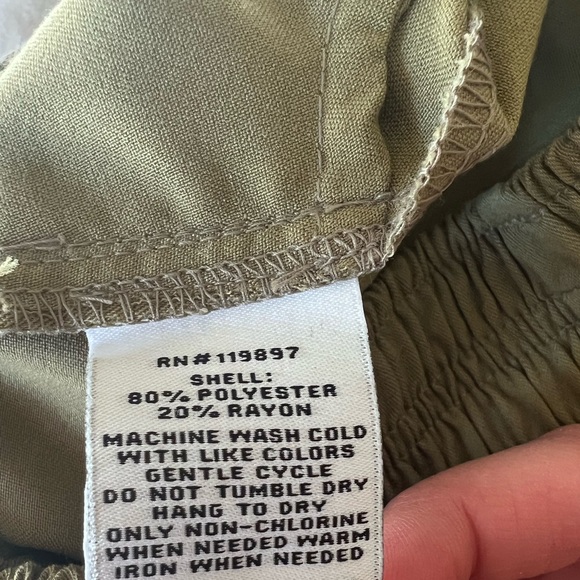 RN#119897
SHELL:
80% POLYESTER
20% RAYON
MACHINE WASH COLD
WITH LIKE COLORS
GENTLE CYCLE
DO NOT TUMBLE DRY
HANG TO DRY
ONLY NON-CHLORINE
WHEN NEEDED WARM
IRON WHEN NEEDED